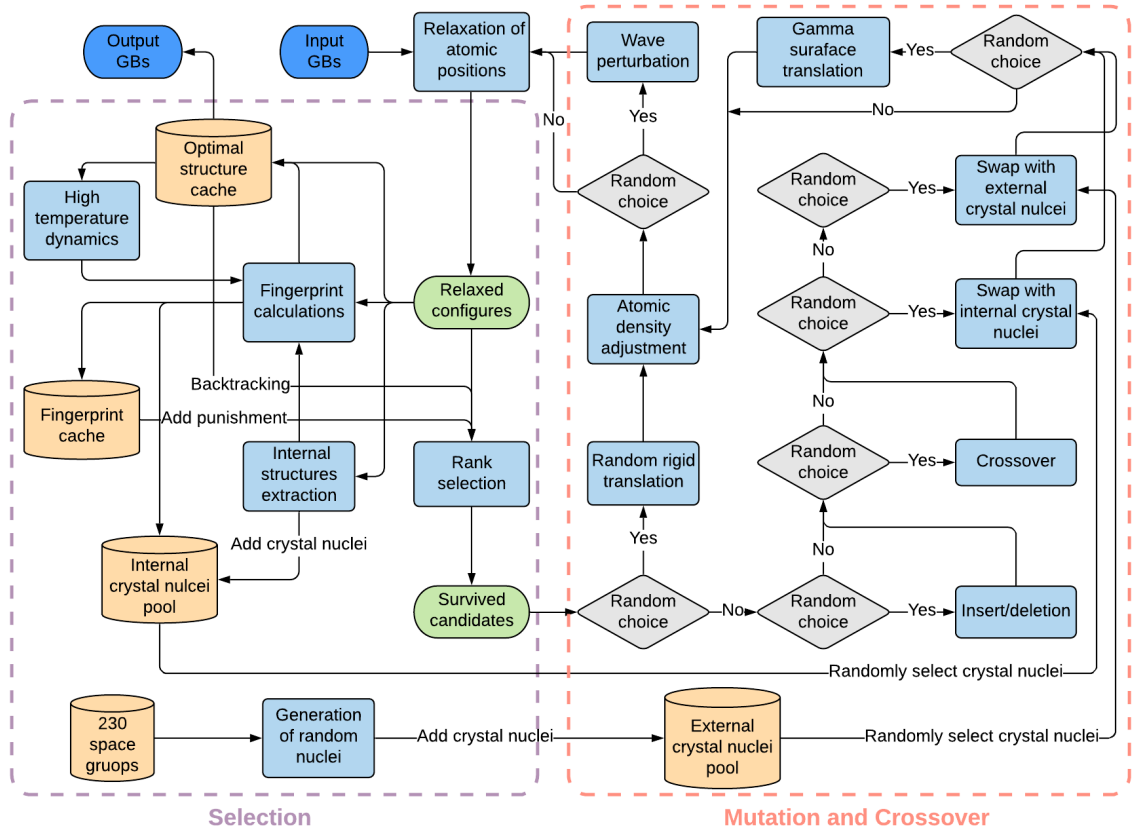 Output
GBs
Input
GBs
Relaxation of
atomic
positions
Wave
perturbation
Gamma
suraface
translation
Yes
Random
choice
No
No
Yes
Optimal
structure
cache
High
temperature
dynamics
Random
choice
Random
choice
Yes
Swap with
external
crystal nulcei
No
Fingerprint
calculations
Relaxed
configures
Atomic
density
adjustment
Random
choice
Yes
Swap with
internal crystal
nuclei
Backtracking
No
Fingerprint
cache
Add punishment
Internal
structures
extraction
Rank
selection
Random rigid
translation
Random
choice
Yes
Crossover
Add crystal nuclei
Yes
No
Internal
crystal nulcei
pool
Survived
candidates
Random
choice
No
Random
choice
Yes
Insert/deletion
Randomly select crystal nuclei
230
space
gruops
Generation
of random
nuclei
Add crystal nuclei
External
crystal nuclei
pool
Randomly select crystal nuclei
Selection
Mutation and Crossover